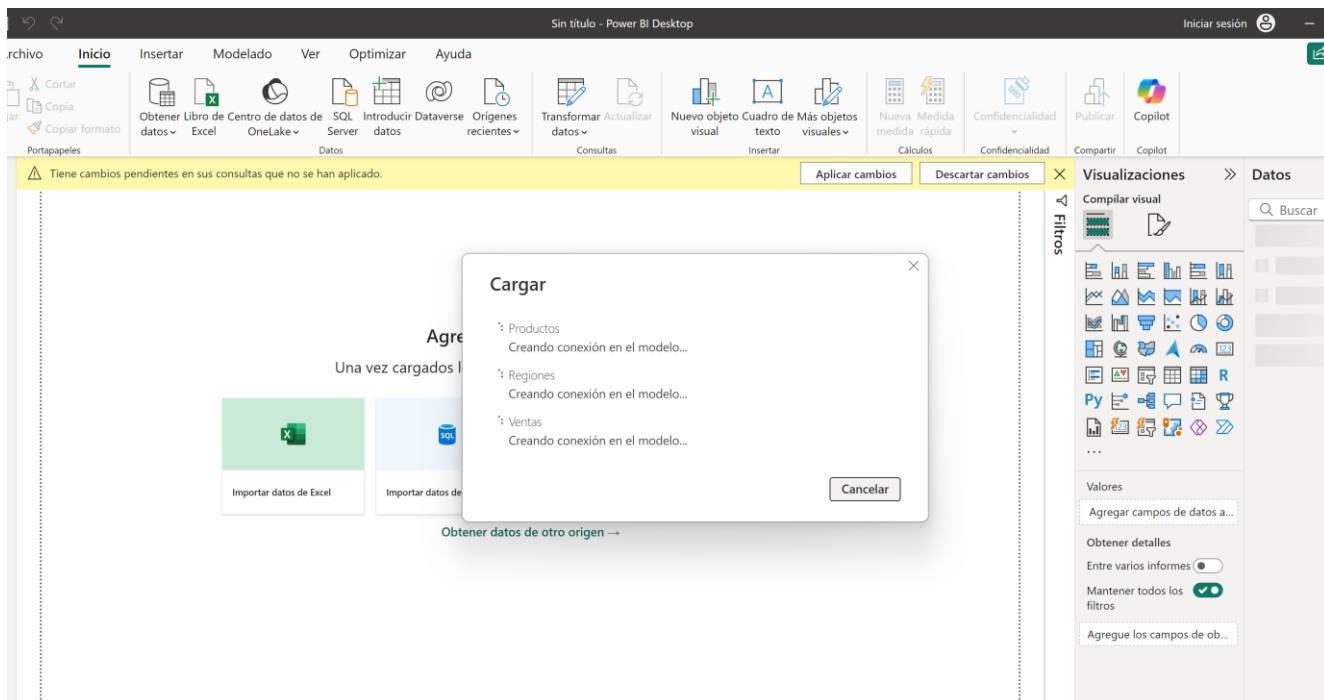 Sin título - Power BI Desktop
Iniciar sesión
Inicio
Insertar
Modelado
Ver
Optimizar
Ayuda
Cortar
Copia
Copiar formato
Portapapeles
Obtener datos
Libro de Excel
Centro de datos de OneLake
SQL Server
Introducir datos
Dataverse
Orígenes recientes
Datos
Transformar datos
Actualizar
Consultas
Nuevo objeto visual
Cuadro de texto
Más objetos visuales
Insertar
Nueva medida
Medida rápida
Cálculos
Confidencialidad
Confidencialidad
Publicar
Compartir
Copilot
Copilot
Tiene cambios pendientes en sus consultas que no se han aplicado.
Aplicar cambios
Descartar cambios
Filtros
Visualizaciones
Datos
Compilar visual
Buscar
Agre
Una vez cargados l
Importar datos de Excel
SQL
Importar datos de
Obtener datos de otro origen →
Cargar
Productos
Creando conexión en el modelo...
Regiones
Creando conexión en el modelo...
Ventas
Creando conexión en el modelo...
Cancelar
123
R
Py
...
Valores
Agregar campos de datos a...
Obtener detalles
Entre varios informes
Mantener todos los
filtros
Agregue los campos de ob...